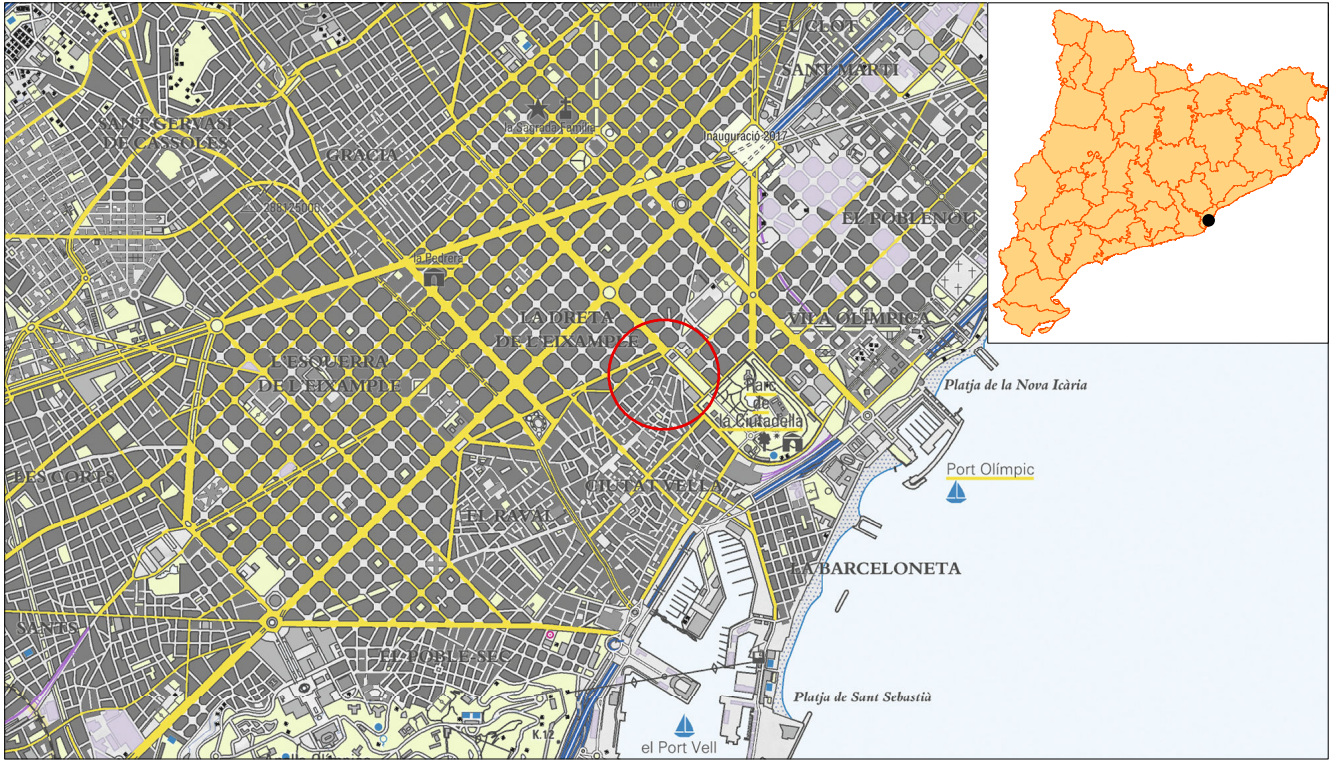 EL CLOT
SANT MARTÍ
SANT GERVASI
DE CASSOLES
GRÀCIA
la Sagrada Família
Inauguració 2017
288125000
EL POBLENOU
la Pedrera
LA DRETA
DE L'EIXAMPLE
VILA OLÍMPICA
L'ESQUERRA
DE L'EIXAMPLE
Parc
de
la Ciutadella
Platja de la Nova Icària
LES CORTS
Port Olímpic
CIUTAT VELLA
EL RAVAL
LA BARCELONETA
SANTS
EL POBLE-SEC
Platja de Sant Sebastià
K.12
el Port Vell